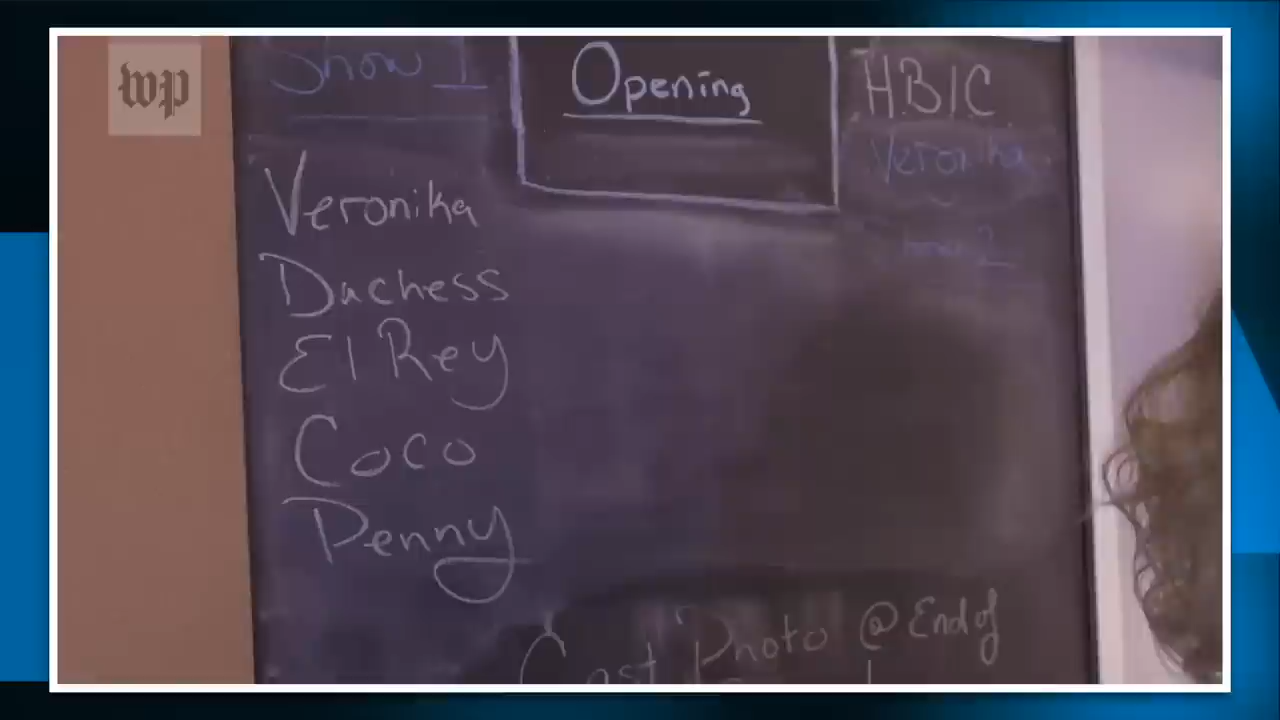 wp
Show 1
Opening
HBIC
Veronika
Veronika
Duchess
El Rey
Coco
Penny
Cast Photo @ End of